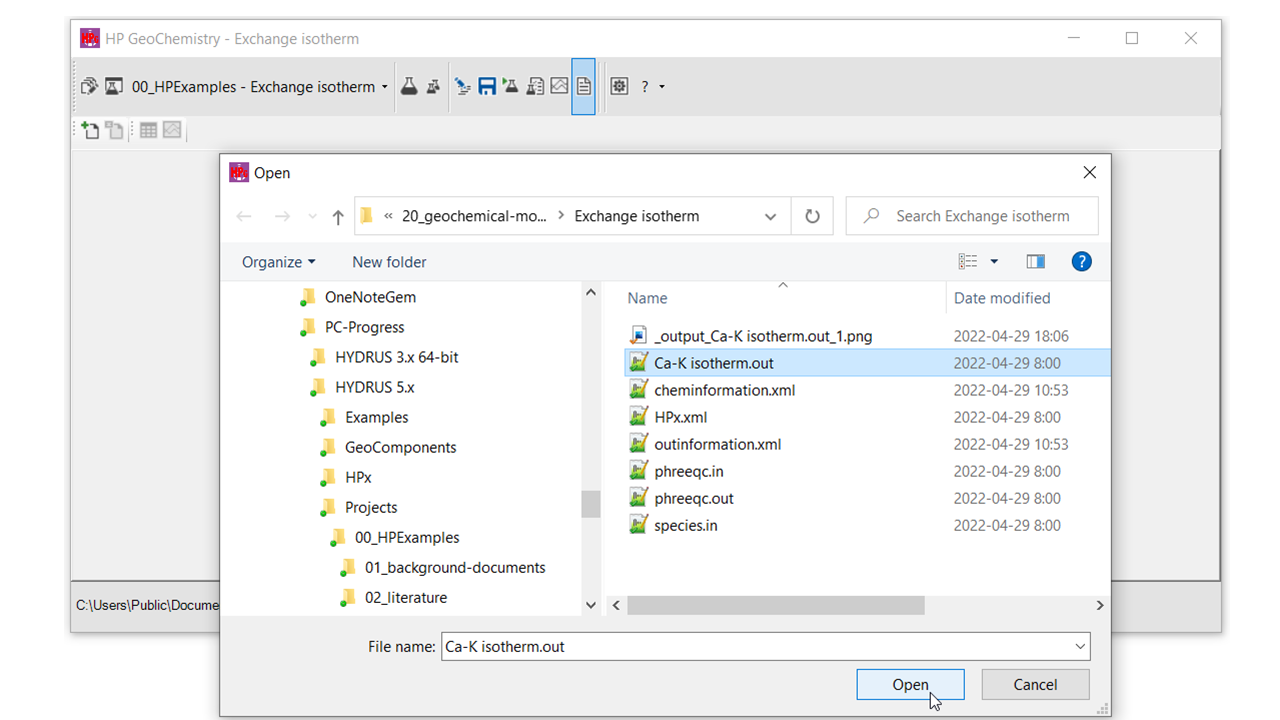 HP GeoChemistry - Exchange isotherm
00_HPExamples - Exchange isotherm
?
Open
« 20_geochemical-mo... > Exchange isotherm
Search Exchange isotherm
Organize
New folder
?
OneNoteGem
PC-Progress
HYDRUS 3.x 64-bit
HYDRUS 5.x
Examples
GeoComponents
HPx
Projects
00_HPExamples
01_background-documents
02_literature
Name Date modified
_output_Ca-K isotherm.out_1.png 2022-04-29 18:06
Ca-K isotherm.out 2022-04-29 8:00
cheminformation.xml 2022-04-29 10:53
HPx.xml 2022-04-29 8:00
outinformation.xml 2022-04-29 10:53
phreeqc.in 2022-04-29 8:00
phreeqc.out 2022-04-29 8:00
species.in 2022-04-29 8:00
C:\Users\Public\Docume
File name: Ca-K isotherm.out
Open Cancel